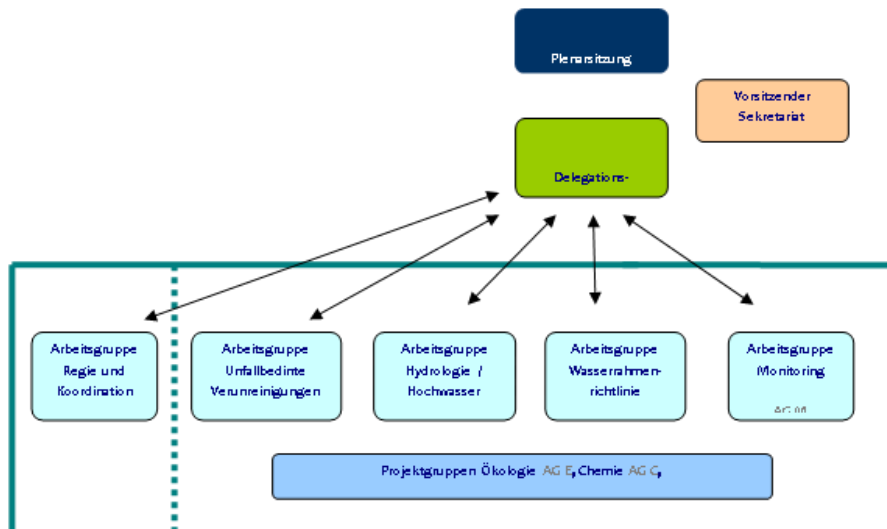 Plenarsitzung
Vorsitzender
Sekretariat
Delegations-
Arbeitsgruppe
Regie und
Koordination
Arbeitsgruppe
Unfallbedinte
Verunreinigungen
Arbeitsgruppe
Hydrologie /
Hochwasser
Arbeitsgruppe
Wasserrahmen-
richtlinie
Arbeitsgruppe
Monitoring
Projektgruppen Ökologie AG E, Chemie AG C,